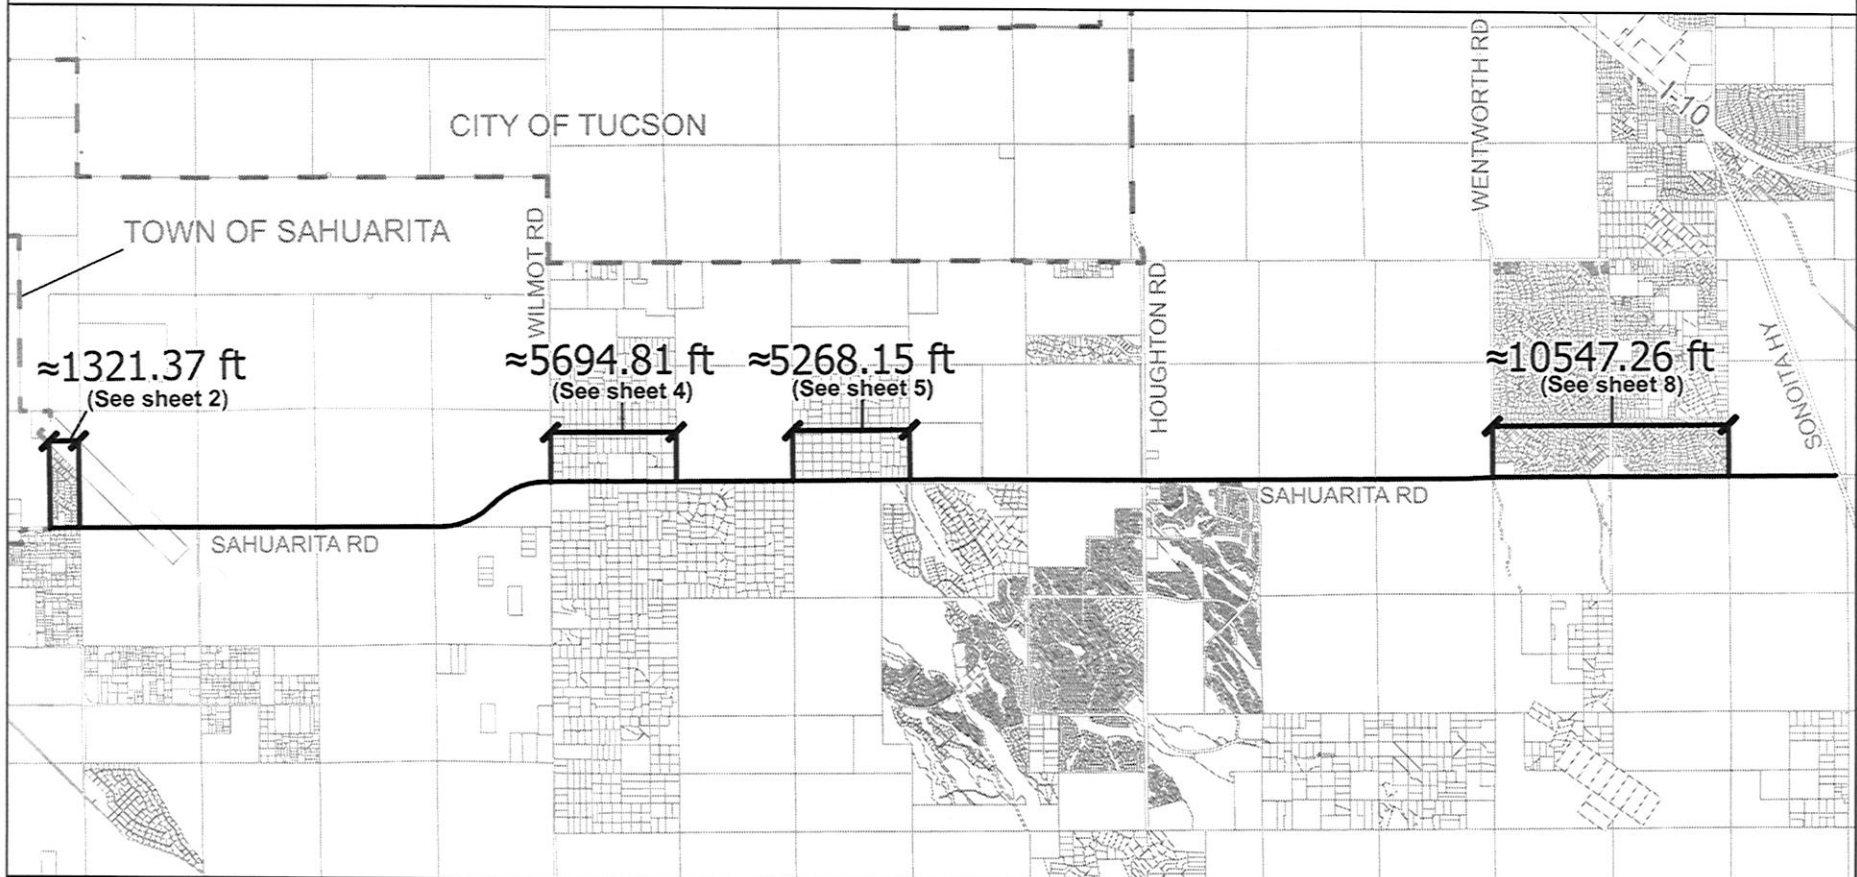 CITY OF TUCSON
TOWN OF SAHUARITA
WILMOT RD
WENTWORTH RD
I-10
HOUGHTON RD
SONOITA HY
≈1321.37 ft
(See sheet 2)
≈5694.81 ft
(See sheet 4)
≈5268.15 ft
(See sheet 5)
≈10547.26 ft
(See sheet 8)
SAHUARITA RD
SAHUARITA RD